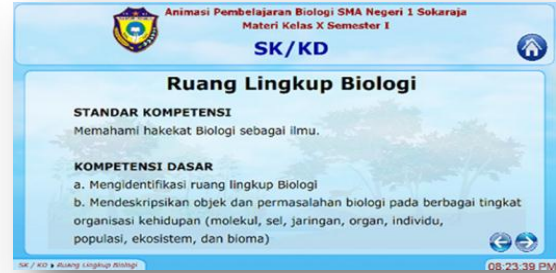 Animasi Pembelajaran Biologi SMA Negeri 1 Sokaraja
Materi Kelas X Semester I
SK/KD
Ruang Lingkup Biologi
STANDAR KOMPETENSI
Memahami hakekat Biologi sebagai ilmu.
KOMPETENSI DASAR
a. Mengidentifikasi ruang lingkup Biologi
b. Mendeskripsikan objek dan permasalahan biologi pada berbagai tingkat
organisasi kehidupan (molekul, sel, jaringan, organ, individu,
populasi, ekosistem, dan bioma)
SK / KD ▸ Ruang Lingkup Biologi
08:23:39 PM